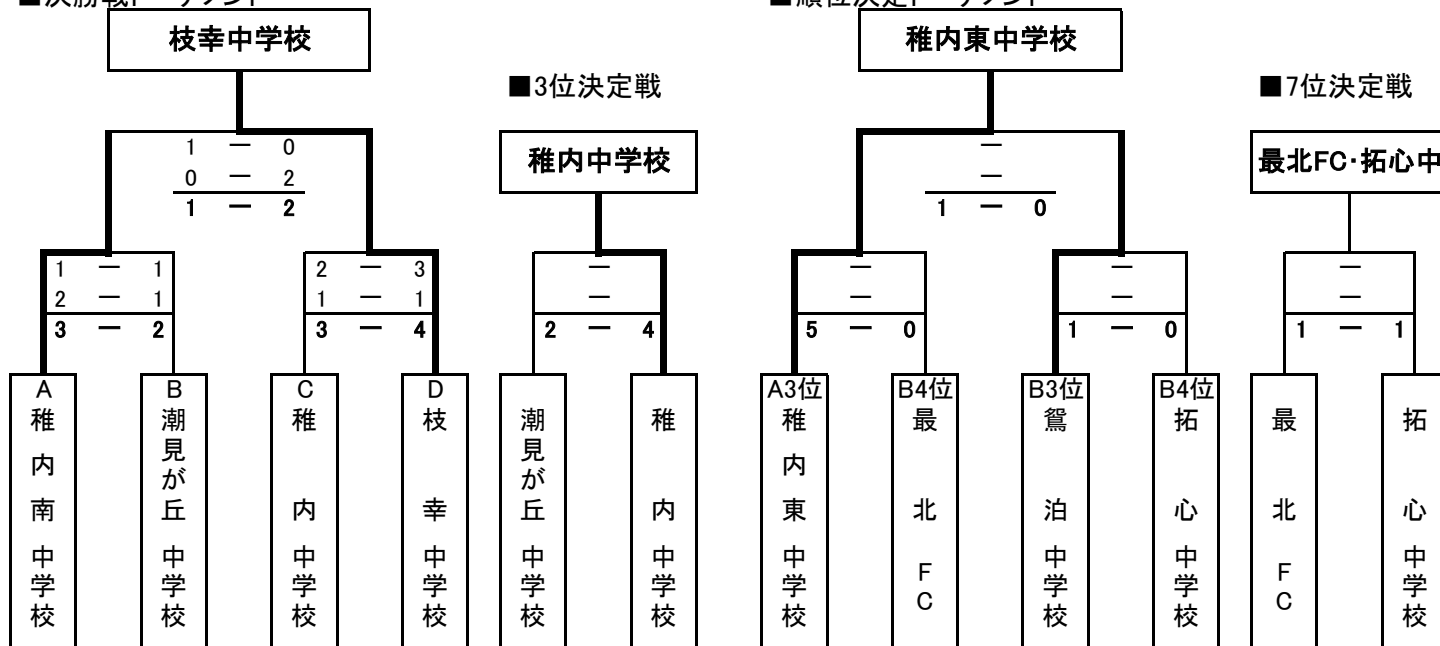 ■決勝戦トーナメント
枝幸中学校
1 ー 0
0 ー 2
1 ー 2
1 ー 1
2 ー 1
3 ー 2
2 ー 3
1 ー 1
3 ー 4
A
稚内南中学校
B
潮見が丘中学校
C
稚内中学校
D
枝幸中学校
■3位決定戦
稚内中学校
ー
ー
2 ー 4
潮見が丘中学校
稚内中学校
■順位決定トーナメント
稚内東中学校
ー
ー
1 ー 0
ー
ー
5 ー 0
ー
ー
1 ー 0
A3位
稚内東中学校
B4位
最北FC
B3位
鴛泊中学校
B4位
拓心中学校
■7位決定戦
最北FC・拓心中
ー
ー
1 ー 1
最北FC
拓心中学校